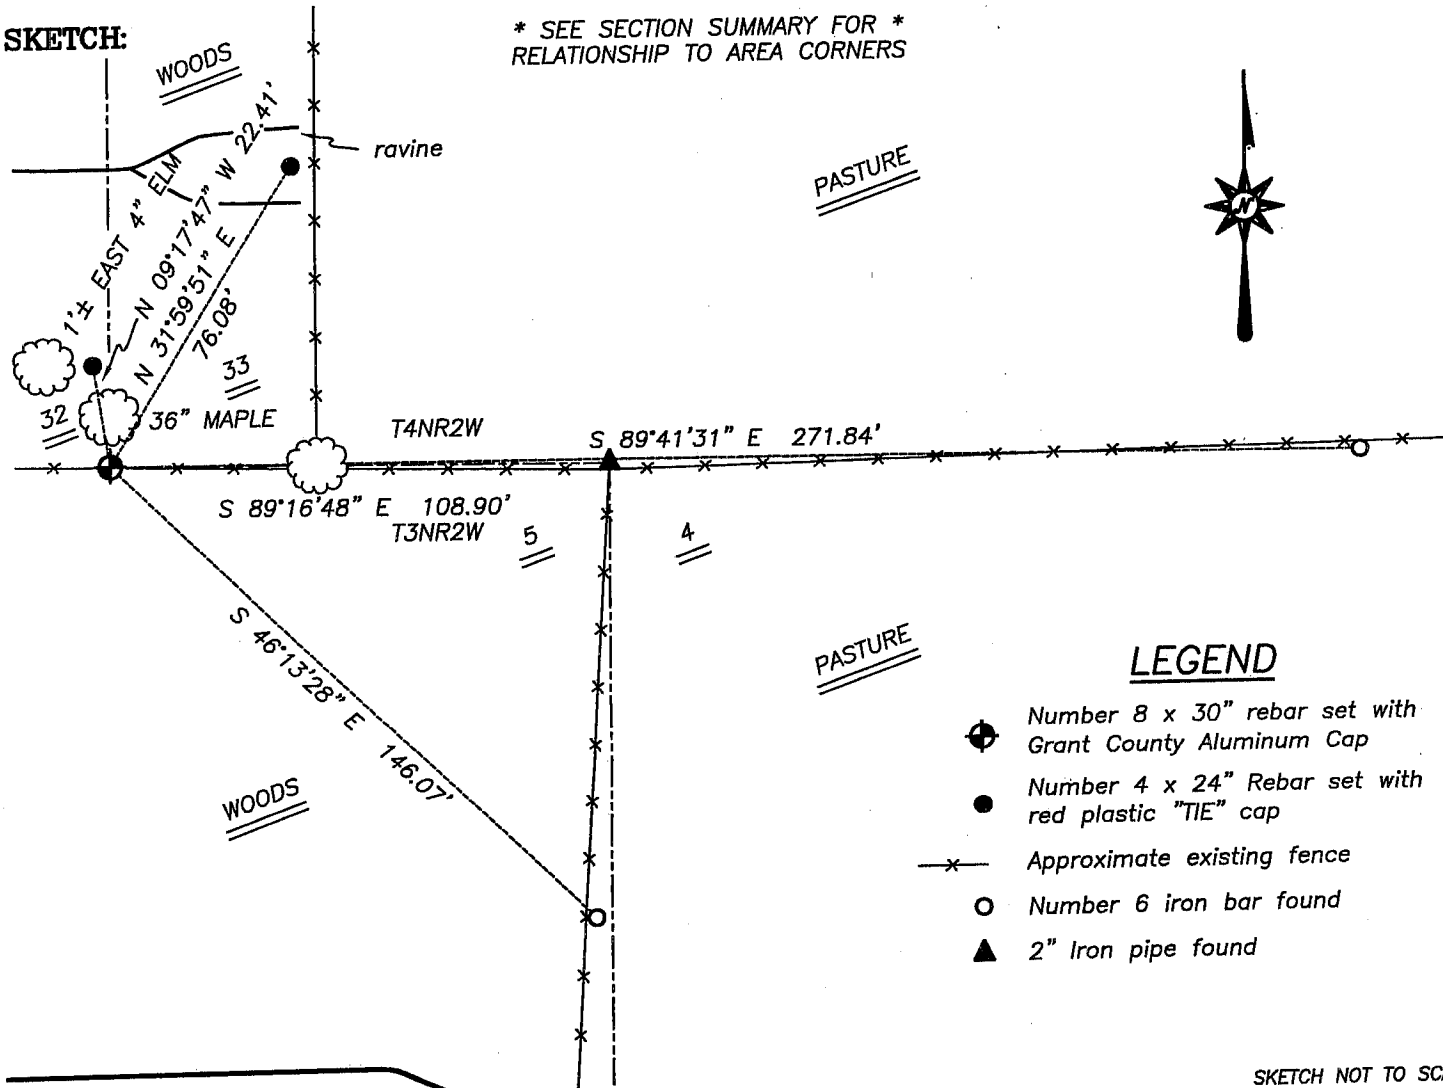 SKETCH:
* SEE SECTION SUMMARY FOR *
RELATIONSHIP TO AREA CORNERS
WOODS
ravine
PASTURE
N
1'± EAST 4" ELM
N 09°17'47" W 22.41'
N 31°59'51" E
76.08'
33
32
36" MAPLE
T4NR2W
S 89°41'31" E 271.84'
S 89°16'48" E 108.90'
T3NR2W
5
4
S 46°13'28" E 146.07'
PASTURE
WOODS
LEGEND
Number 8 x 30" rebar set with
Grant County Aluminum Cap
Number 4 x 24" Rebar set with
red plastic "TIE" cap
Approximate existing fence
Number 6 iron bar found
2" Iron pipe found
SKETCH NOT TO